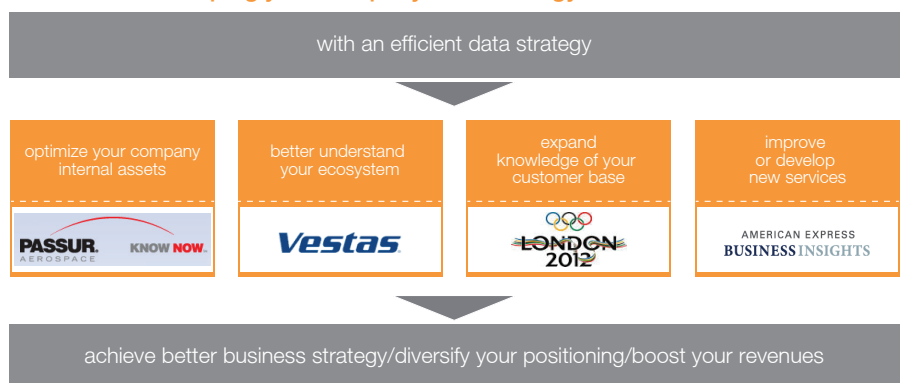 with an efficient data strategy
optimize your company
internal assets
better understand
your ecosystem
expand
knowledge of your
customer base
improve
or develop
new services
PASSUR.
AEROSPACE
KNOW NOW
Vestas
LONDON
2012
AMERICAN EXPRESS
BUSINESS INSIGHTS
achieve better business strategy/diversify your positioning/boost your revenues